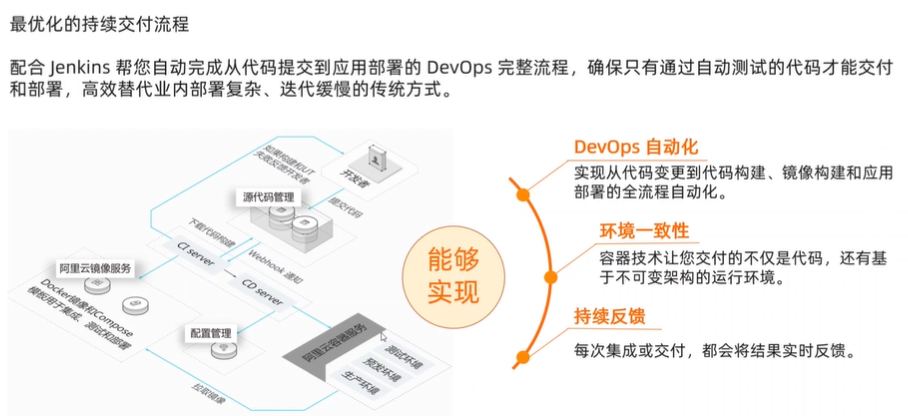 最优化的持续交付流程
配合 Jenkins 帮您自动完成从代码提交到应用部署的 DevOps 完整流程，确保只有通过自动测试的代码才能交付
和部署，高效替代业内部署复杂、迭代缓慢的传统方式。
如果构建和UT
失败反馈开发者
开发者
源代码管理
提交代码
下载代码构建
CI server
Webhook 通知
CD server
阿里云镜像服务
Docker镜像和Compose
模板用于集成、测试和部署
配置管理
阿里云容器服务
测试环境
预发环境
生产环境
拉取镜像
能够
实现
DevOps 自动化
实现从代码变更到代码构建、镜像构建和应用
部署的全流程自动化。
环境一致性
容器技术让您交付的不仅是代码，还有基
于不可变架构的运行环境。
持续反馈
每次集成或交付，都会将结果实时反馈。